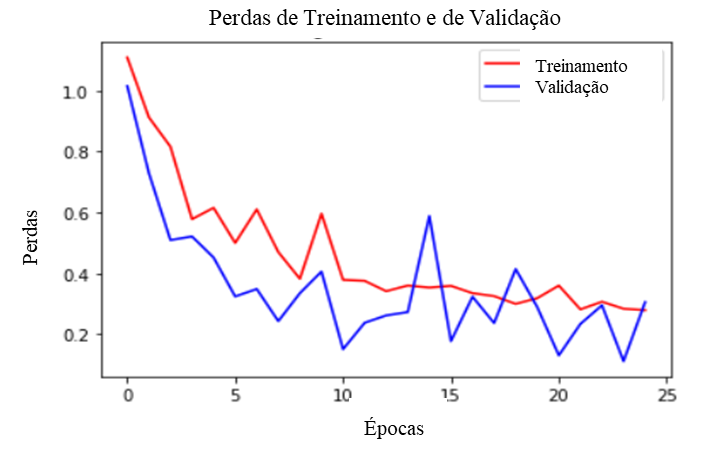 Perdas de Treinamento e de Validação
Treinamento
Validação
1.0
0.8
0.6
0.4
0.2
Perdas
0 5 10 15 20 25
Épocas